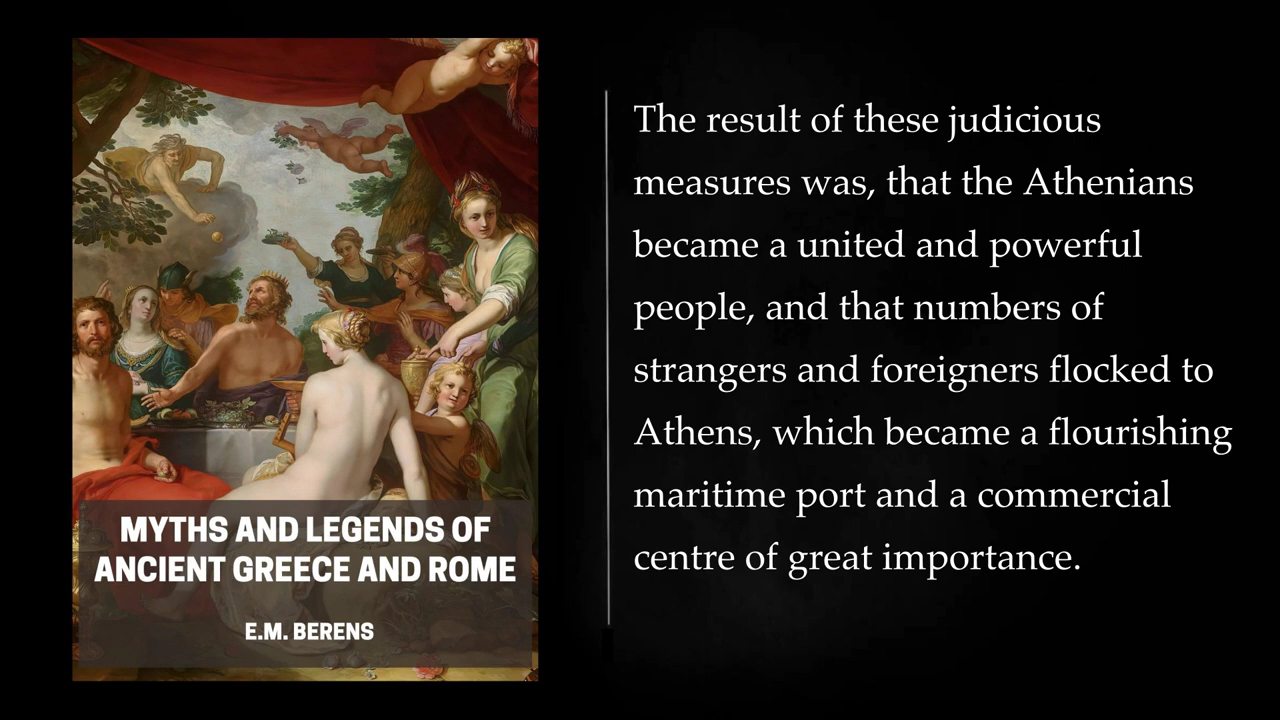 MYTHS AND LEGENDS OF
ANCIENT GREECE AND ROME
E.M. BERENS
The result of these judicious
measures was, that the Athenians
became a united and powerful
people, and that numbers of
strangers and foreigners flocked to
Athens, which became a flourishing
maritime port and a commercial
centre of great importance.